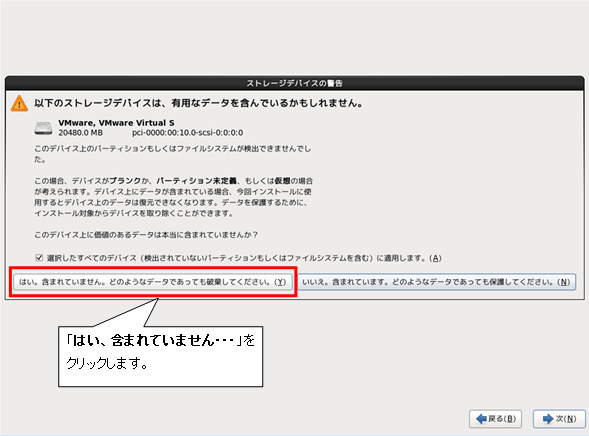 ストレージデバイスの警告
以下のストレージデバイスは、有用なデータを含んでいるかもしれません。
VMware, VMware Virtual S
20480.0 MB pci-0000:00:10.0-scsi-0:0:0:0
このデバイス上のパーティションもしくはファイルシステムが検出できませんでし
た。
この場合、デバイスがブランクか、パーティション未定義、もしくは仮想の場合
が考えられます。デバイス上にデータが含まれている場合、今回インストールに使
用するとデバイス上のデータは復元できなくなります。データを保護するために、
インストール対象からデバイスを取り除くことができます。
このデバイス上に価値のあるデータは本当に含まれていませんか?
選択したすべてのデバイス（検出されていないパーティションもしくはファイルシステムを含む）に適用します。(A)
はい。含まれていません。どのようなデータであっても破棄してください。(Y)
いいえ。含まれています。どのようなデータであっても保護してください。(N)
「はい、含まれていません・・・」を
クリックします。
戻る(B)
次(N)